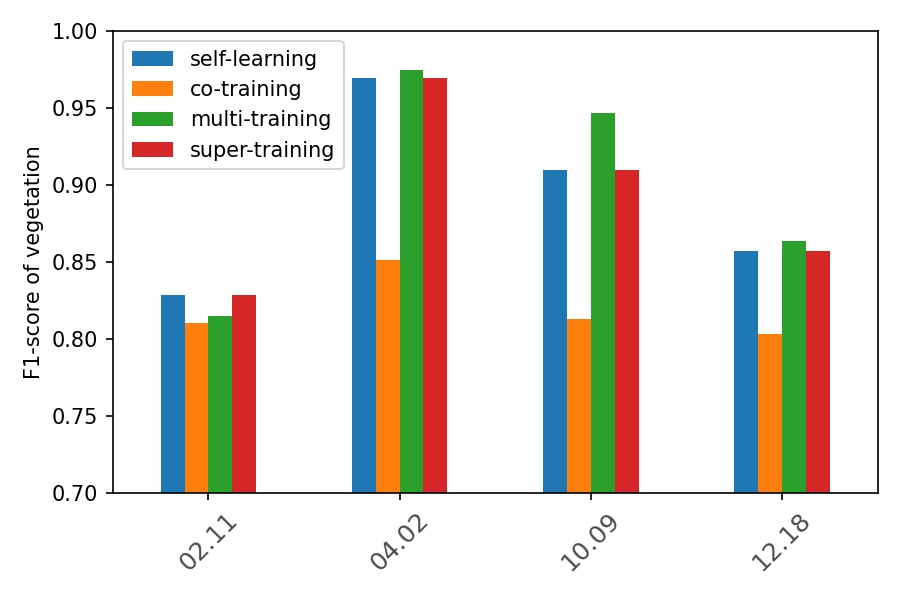 self-learning
co-training
multi-training
super-training
F1-score of vegetation
1.00
0.95
0.90
0.85
0.80
0.75
0.70
02.11
04.02
10.09
12.18